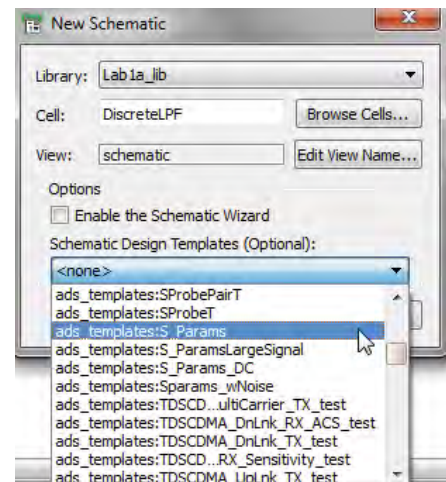 New Schematic
Library: Lab1a_lib
Cell: DiscreteLPF Browse Cells...
View: schematic Edit View Name...
Options
Enable the Schematic Wizard
Schematic Design Templates (Optional):
<none>
ads_templates:SProbePairT
ads_templates:SProbeT
ads_templates:S_Params
ads_templates:S_ParamsLargeSignal
ads_templates:S_Params_DC
ads_templates:Sparams_wNoise
ads_templates:TDSCD...ultiCarrier_TX_test
ads_templates:TDSCDMA_DnLnk_RX_ACS_test
ads_templates:TDSCDMA_DnLnk_TX_test
ads_templates:TDSCD...RX_Sensitivity_test
ads_templates:TDSCDMA_UpLnk_TX_test